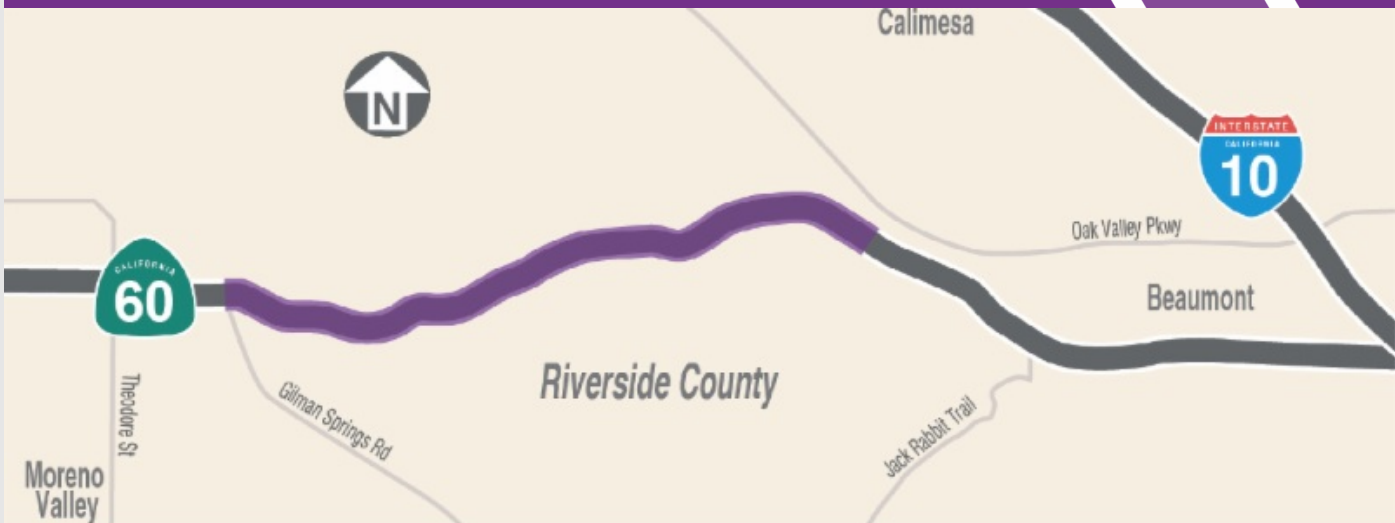 Calimesa
N
INTERSTATE
CALIFORNIA
10
Oak Valley Pkwy
CALIFORNIA
60
Beaumont
Riverside County
Theodore St
Gilman Springs Rd
Jack Rabbit Trail
Moreno
Valley